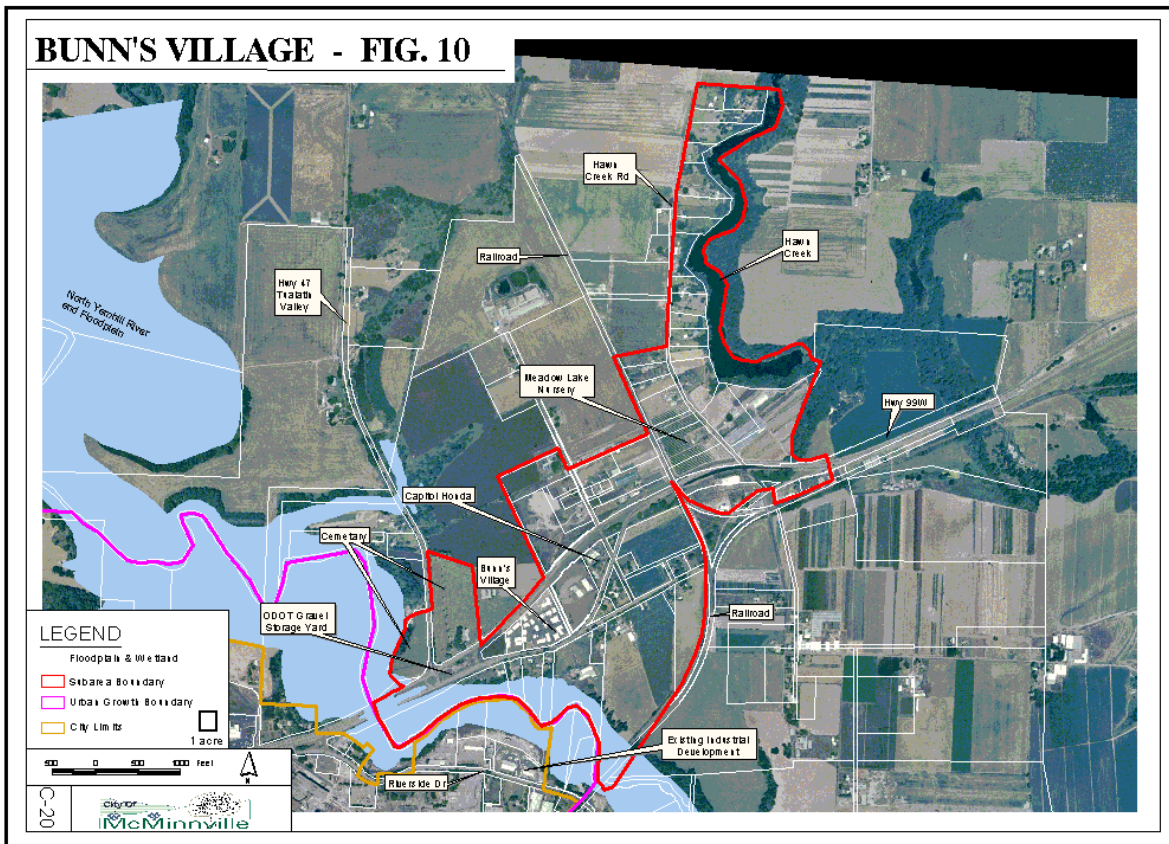 BUNN'S VILLAGE - FIG. 10
Hawn
Creek Rd
Railroad
Hawn
Creek
Hwy 47
Tualatin
Valley
North Yamhill River
and Floodplain
Meadow Lake
Nursery
Hwy 99W
Capitol Honda
Cemetary
Bunn's
Village
ODOT Gravel
Storage Yard
Railroad
Existing Industrial
Development
Riverside Dr
LEGEND
Floodplain & Wetland
Subarea Boundary
Urban Growth Boundary
City Limits
1 acre
500 0 500 1000 Feet
N
C-20
CITY OF
McMinnville